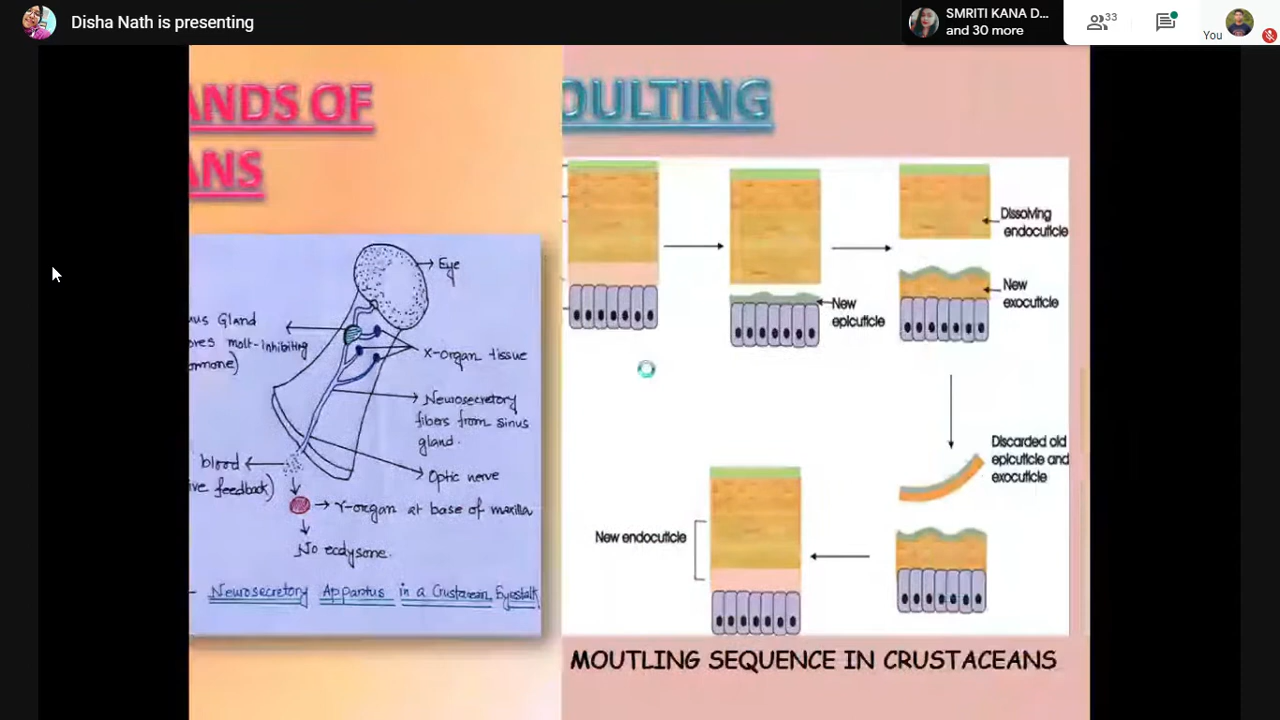 Disha Nath is presenting
SMRITI KANA D...
and 30 more
33
You
ANDS OF
ANS
Eye
nus Gland
ores molt-inhibiting
ormone)
X-organ tissue
Neurosecretory
fibers from sinus
gland.
blood
ive feedback)
Optic nerve
Y-organ at base of maxilla
No ecdysone.
- Neurosecretory Appartus in a Crustacean Eyestalk
OULTING
New
epicuticle
Dissolving
endocuticle
New
exocuticle
Discarded old
epicuticle and
exocuticle
New endocuticle
MOUTLING SEQUENCE IN CRUSTACEANS